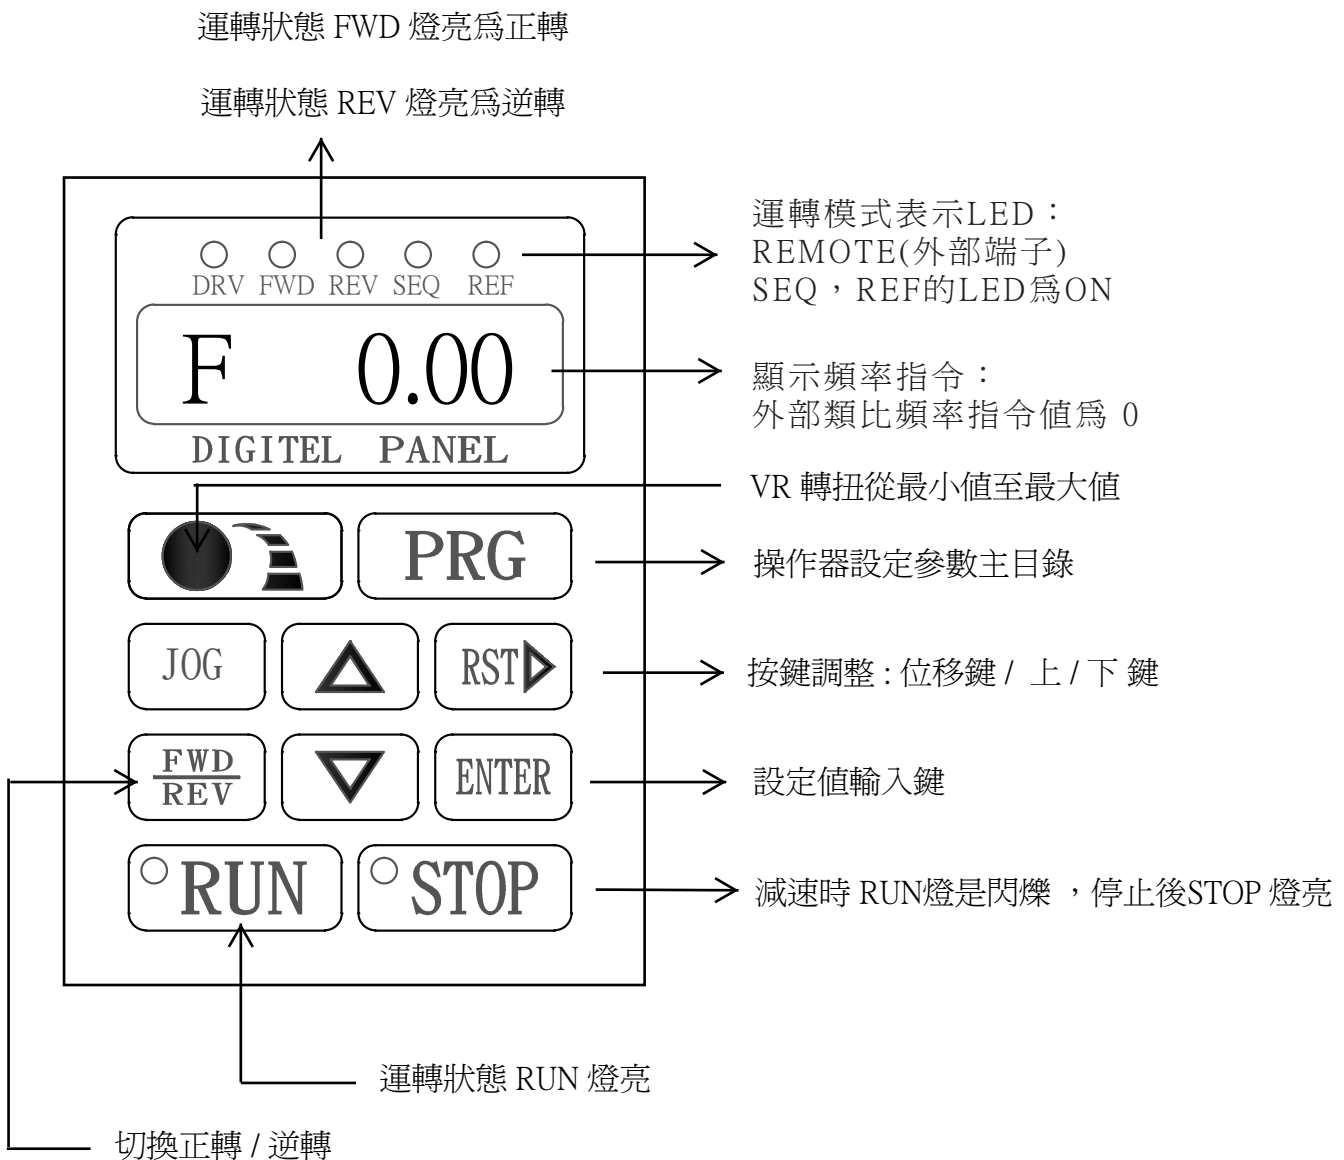 運轉狀態 FWD 燈亮爲正轉
運轉狀態 REV 燈亮爲逆轉
DRV FWD REV SEQ REF
運轉模式表示LED：
REMOTE(外部端子)
SEQ，REF的LED爲ON
F 0.00
顯示頻率指令：
外部類比頻率指令值爲 0
DIGITEL PANEL
VR 轉扭從最小值至最大值
PRG
操作器設定參數主目錄
JOG
RST
按鍵調整 : 位移鍵 / 上 / 下 鍵
FWD
REV
ENTER
設定值輸入鍵
RUN
STOP
減速時 RUN燈是閃爍 ，停止後STOP 燈亮
運轉狀態 RUN 燈亮
切換正轉 / 逆轉